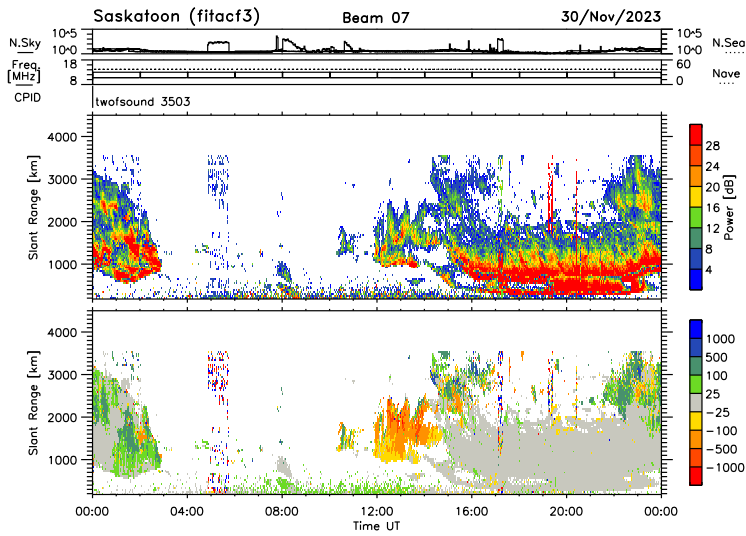 Saskatoon (fitacf3) Beam 07 30/Nov/2023
N.Sky 10^5 10^0 10^5 10^0 N.Sea
Freq. [MHz] 18 8 60 0 Nave
CPID twofsound 3503
Slant Range [km] 4000 3000 2000 1000
28 24 20 16 12 8 4 Power [dB]
Slant Range [km] 4000 3000 2000 1000
1000 500 100 25 -25 -100 -500 -1000
00:00 04:00 08:00 12:00 16:00 20:00 00:00
Time UT